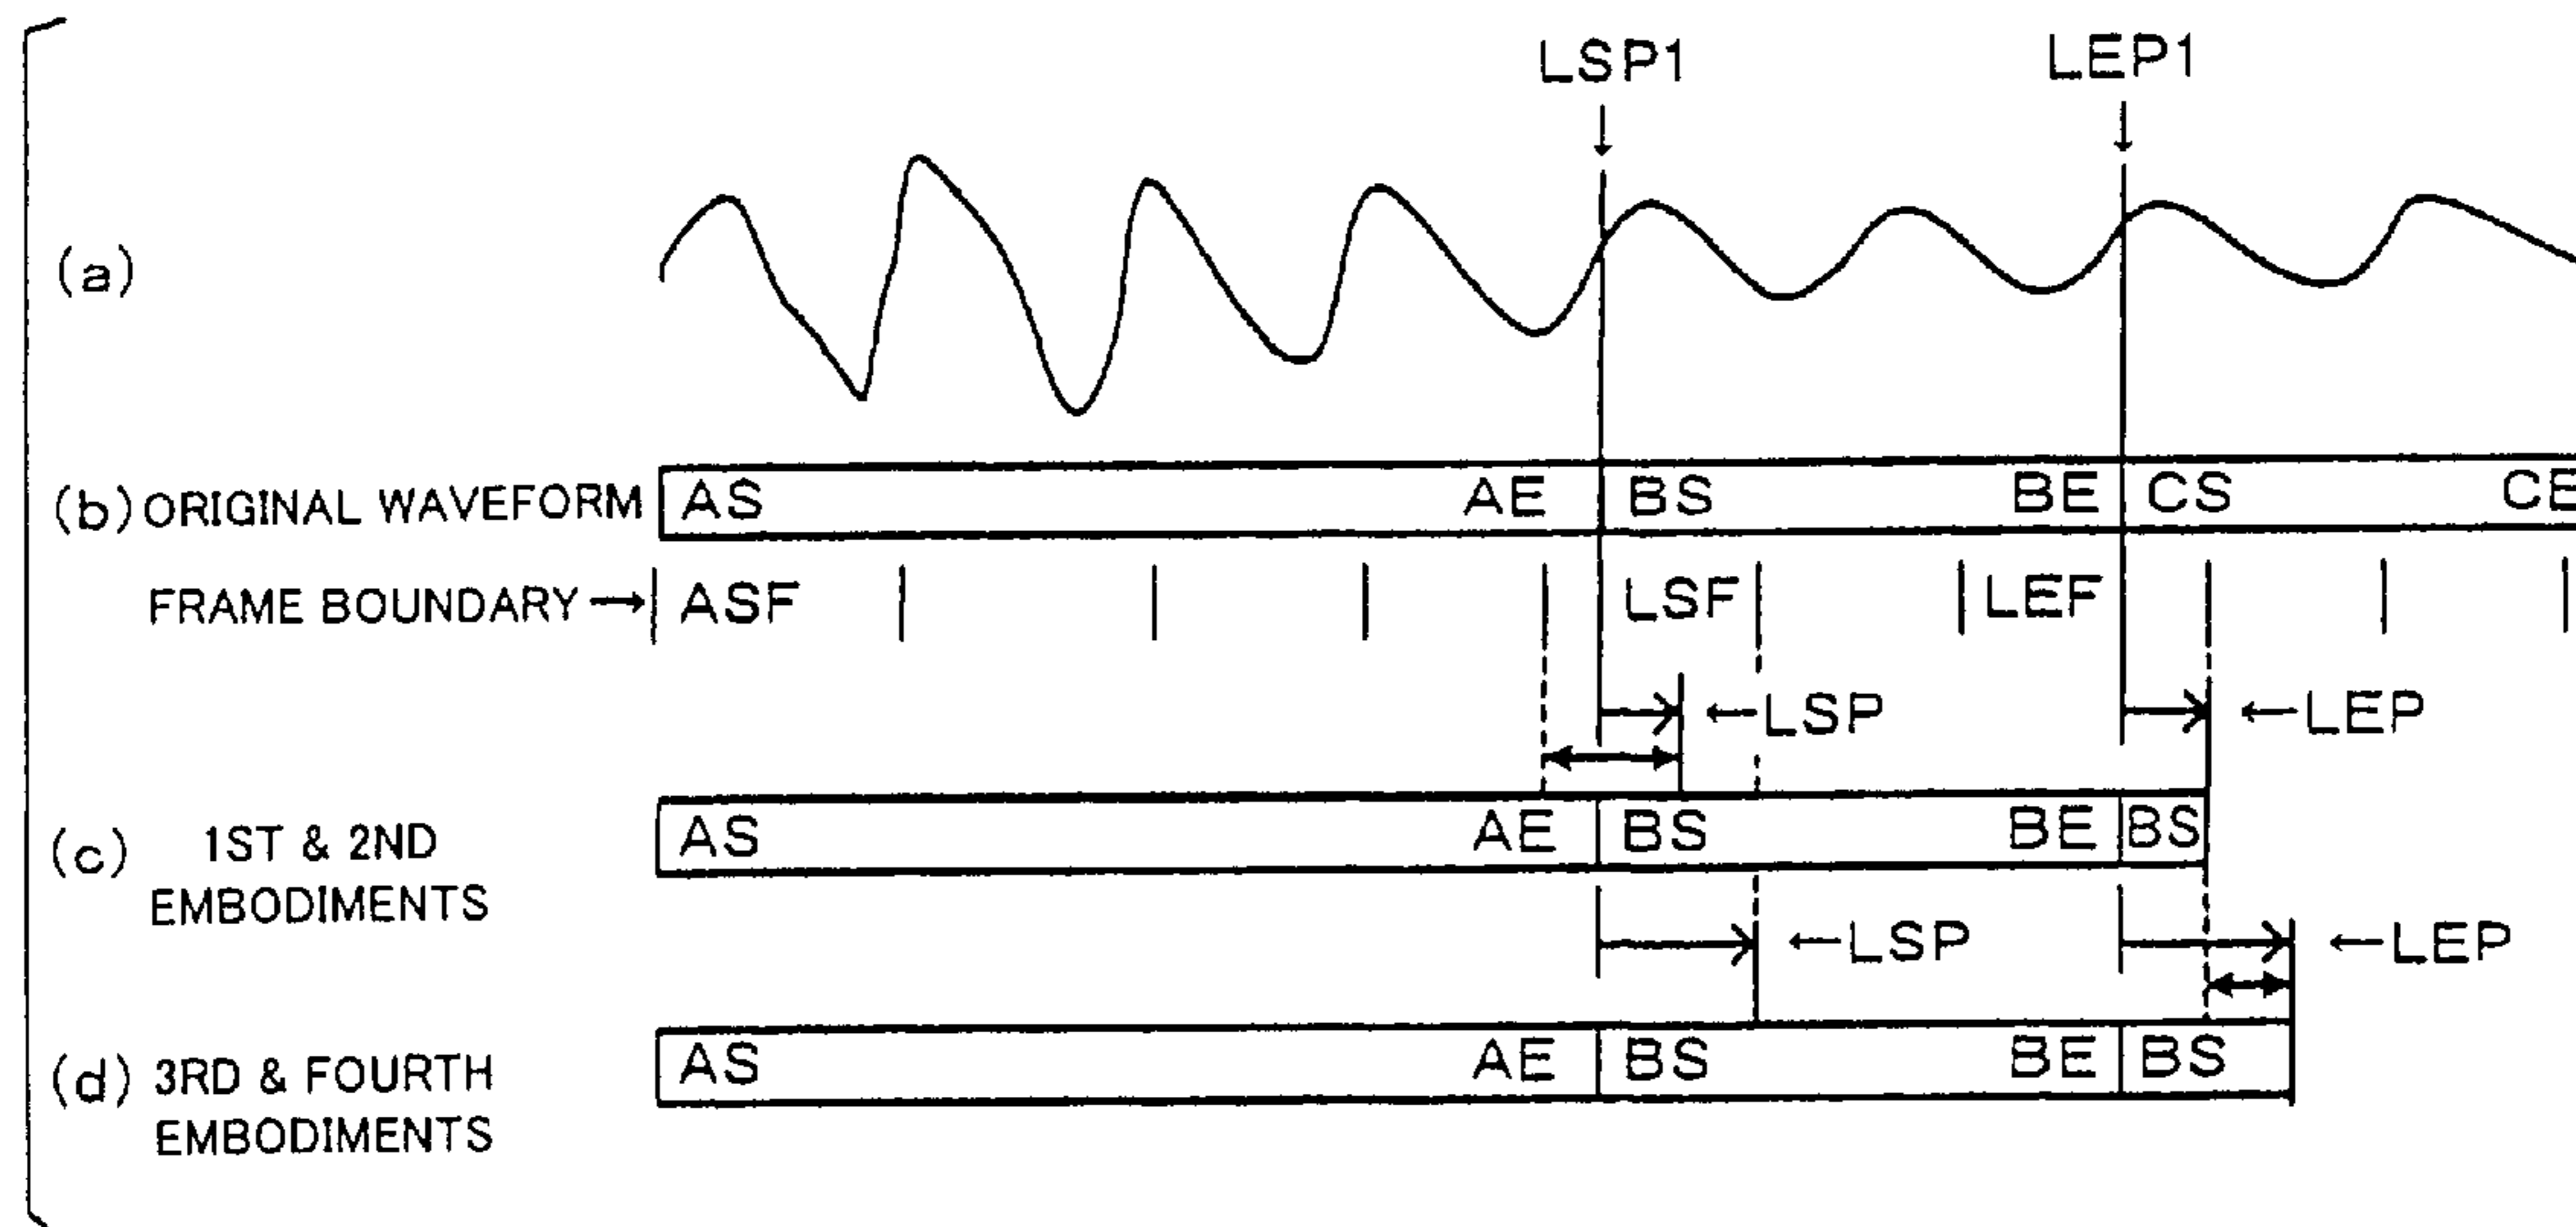 LSP1 LEP1
(a)
(b) ORIGINAL WAVEFORM AS AE BS BE CS CE
FRAME BOUNDARY → ASF LSF LEF
←LSP ←LEP
(c) 1ST & 2ND EMBODIMENTS AS AE BS BE BS
←LSP ←LEP
(d) 3RD & FOURTH EMBODIMENTS AS AE BS BE BS